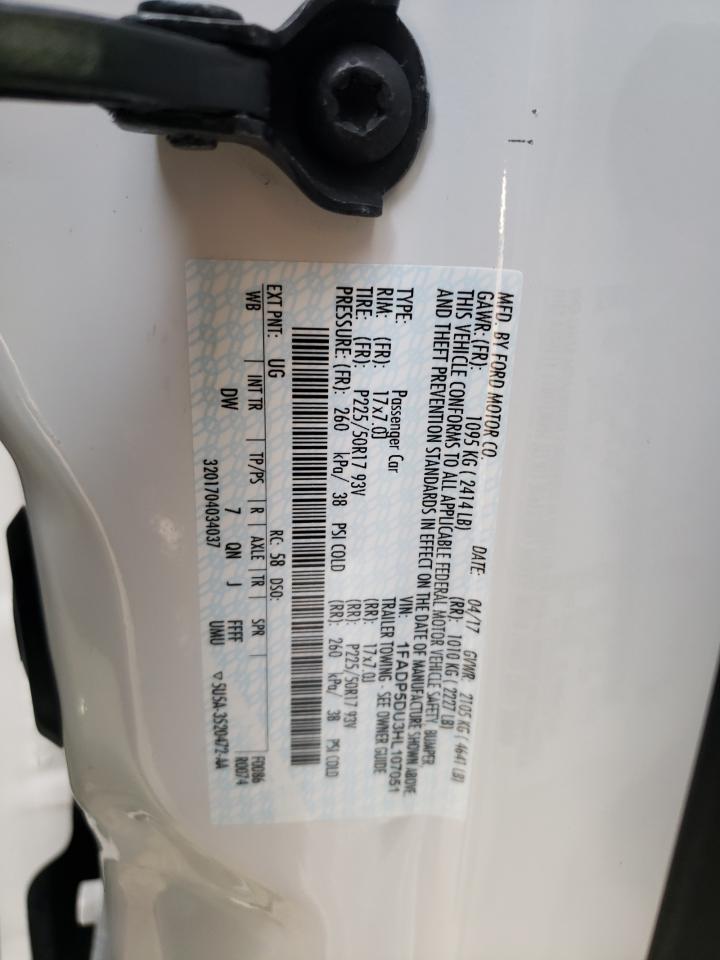 MFD. BY FORD MOTOR CO.
DATE: 04/17 GVWR: 2105 KG ( 4641 LB)
GAWR: (FR): 1095 KG ( 2414 LB) (RR): 1010 KG ( 2227 LB)
THIS VEHICLE CONFORMS TO ALL APPLICABLE FEDERAL MOTOR VEHICLE SAFETY, BUMPER,
AND THEFT PREVENTION STANDARDS IN EFFECT ON THE DATE OF MANUFACTURE SHOWN ABOVE.
VIN: 1FADP5DU3HL107051
TYPE: Passenger Car TRAILER TOWING - SEE OWNER GUIDE
RIM: (FR): 17x7.0J (RR): 17x7.0J
TIRE: (FR): P225/50R17 93V (RR): P225/50R17 93V
PRESSURE: (FR): 260 kPa/ 38 PSI COLD (RR): 260 kPa/ 38 PSI COLD
EXT PNT: UG RC: 58 DSO: F0086
WB | INT TR | TP/PS | R | AXLE | TR | SPR R0074
DW 7 QN J FFFF UMU
3201704034037 ▽5USA-3520472-AA